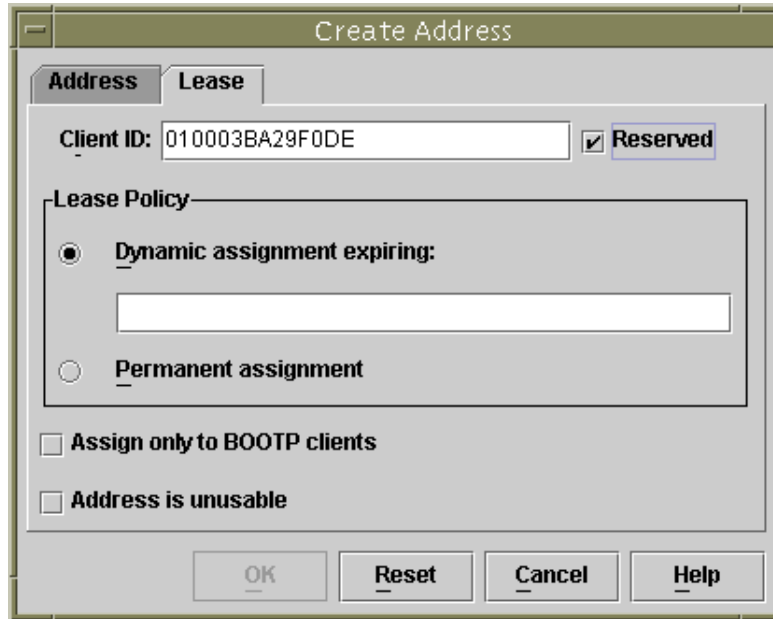 Create Address
Address Lease
Client ID: 010003BA29F0DE Reserved
Lease Policy
Dynamic assignment expiring:
Permanent assignment
Assign only to BOOTP clients
Address is unusable
OK Reset Cancel Help